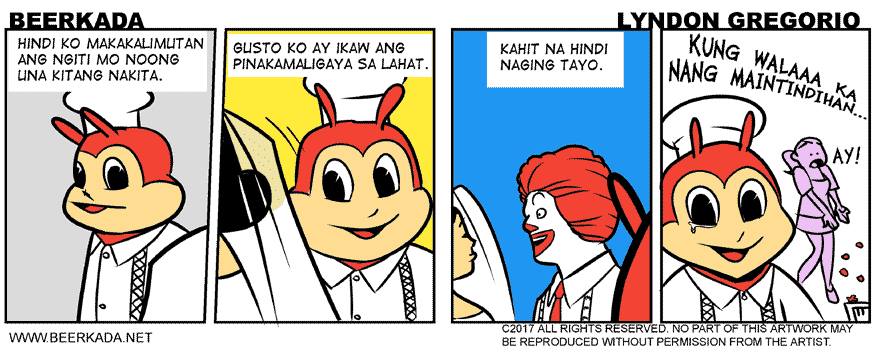 BEERKADA
LYNDON GREGORIO
HINDI KO MAKAKALIMUTAN
ANG NGITI MO NOONG
UNA KITANG NAKITA.
GUSTO KO AY IKAW ANG
PINAKAMALIGAYA SA LAHAT.
KAHIT NA HINDI
NAGING TAYO.
KUNG WALAAA KA
NANG MAINTINDIHAN...
AY!
WWW.BEERKADA.NET
©2017 ALL RIGHTS RESERVED. NO PART OF THIS ARTWORK MAY
BE REPRODUCED WITHOUT PERMISSION FROM THE ARTIST.